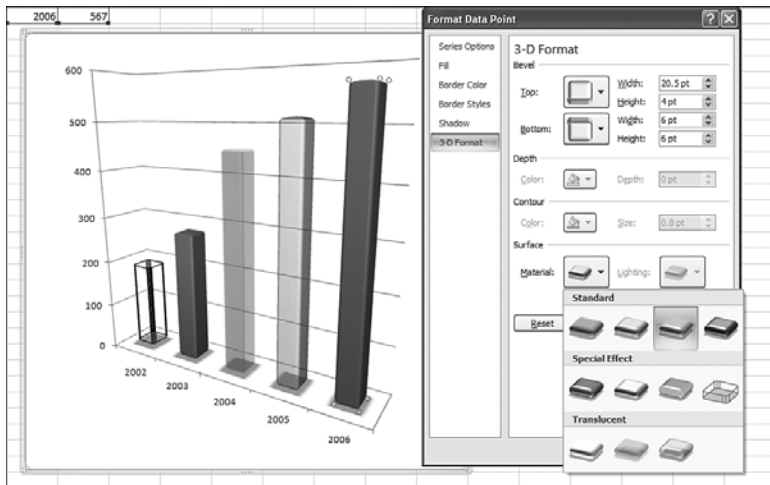 2006 567
600
500
400
300
200
100
0
2002
2003
2004
2005
2006
Format Data Point
Series Options
Fill
Border Color
Border Styles
Shadow
3-D Format
3-D Format
Bevel
Top:
Width: 20.5 pt
Height: 4 pt
Bottom:
Width: 6 pt
Height: 6 pt
Depth
Color: Depth: 0 pt
Contour
Color: Size: 0.8 pt
Surface
Material: Lighting:
Reset
Standard
Special Effect
Translucent